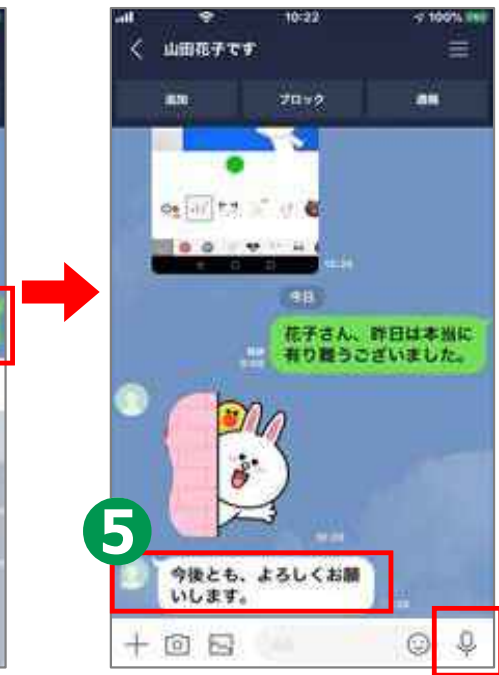 10:22
100%
山田花子です
追加
ブロック
通報
今日
花子さん、昨日は本当に
有り難うございました。
5
今後とも、よろしくお願
いします。